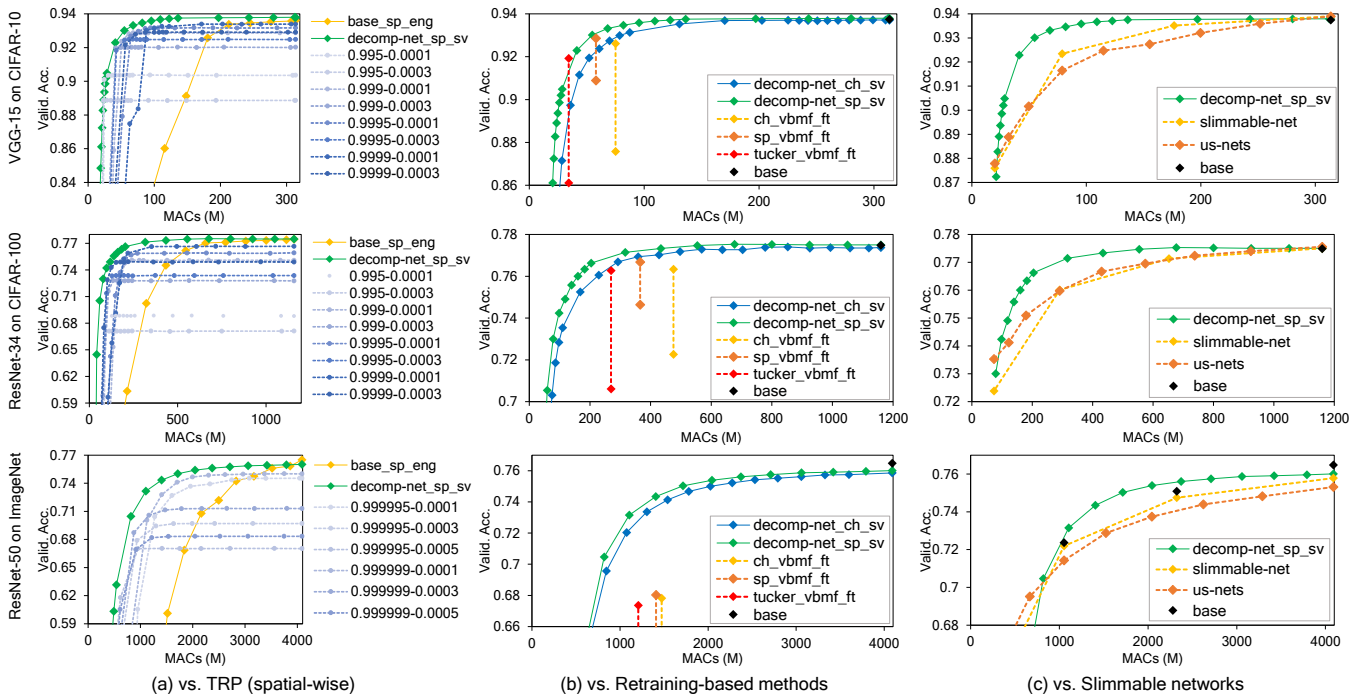 VGG-15 on CIFAR-10
Valid. Acc.
0.94
0.92
0.9
0.88
0.86
0.84
0 100 200 300
MACs (M)
base_sp_eng
decomp-net_sp_sv
0.995-0.0001
0.995-0.0003
0.999-0.0001
0.999-0.0003
0.9995-0.0001
0.9995-0.0003
0.9999-0.0001
0.9999-0.0003
Valid. Acc.
0.94
0.92
0.9
0.88
0.86
0 100 200 300
MACs (M)
decomp-net_ch_sv
decomp-net_sp_sv
ch_vbmf_ft
sp_vbmf_ft
tucker_vbmf_ft
base
Valid. Acc.
0.94
0.93
0.92
0.91
0.9
0.89
0.88
0.87
0 100 200 300
MACs (M)
decomp-net_sp_sv
slimmable-net
us-nets
base
ResNet-34 on CIFAR-100
Valid. Acc.
0.77
0.74
0.71
0.68
0.65
0.62
0.59
0 500 1000
MACs (M)
base_sp_eng
decomp-net_sp_sv
0.995-0.0001
0.995-0.0003
0.999-0.0001
0.999-0.0003
0.9995-0.0001
0.9995-0.0003
0.9999-0.0001
0.9999-0.0003
Valid. Acc.
0.78
0.76
0.74
0.72
0.7
0 200 400 600 800 1000 1200
MACs (M)
decomp-net_ch_sv
decomp-net_sp_sv
ch_vbmf_ft
sp_vbmf_ft
tucker_vbmf_ft
base
Valid. Acc.
0.78
0.77
0.76
0.75
0.74
0.73
0.72
0 200 400 600 800 1000 1200
MACs (M)
decomp-net_sp_sv
slimmable-net
us-nets
base
ResNet-50 on ImageNet
Valid. Acc.
0.77
0.74
0.71
0.68
0.65
0.62
0.59
0 1000 2000 3000 4000
MACs (M)
base_sp_eng
decomp-net_sp_sv
0.999995-0.0001
0.999995-0.0003
0.999995-0.0005
0.999999-0.0001
0.999999-0.0003
0.999999-0.0005
Valid. Acc.
0.76
0.74
0.72
0.7
0.68
0.66
0 1000 2000 3000 4000
MACs (M)
decomp-net_ch_sv
decomp-net_sp_sv
ch_vbmf_ft
sp_vbmf_ft
tucker_vbmf_ft
base
Valid. Acc.
0.76
0.74
0.72
0.7
0.68
0 1000 2000 3000 4000
MACs (M)
decomp-net_sp_sv
slimmable-net
us-nets
base
(a) vs. TRP (spatial-wise)
(b) vs. Retraining-based methods
(c) vs. Slimmable networks